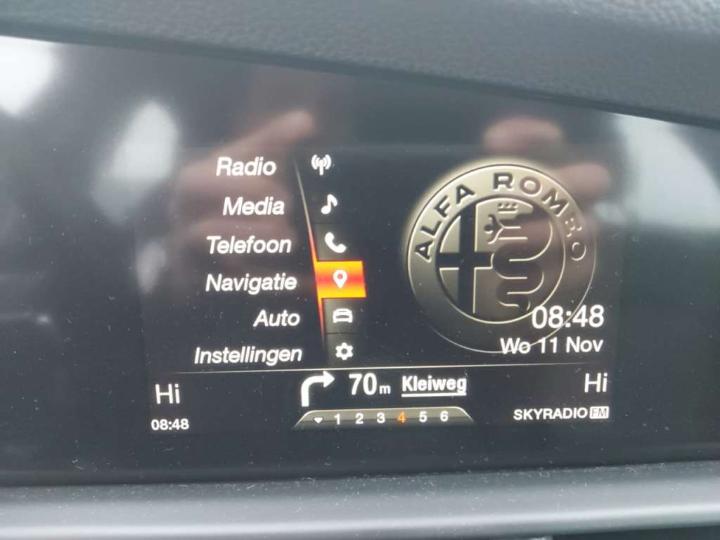 Radio
Media
Telefoon
Navigatie
Auto
Instellingen
ALFA ROMEO
08:48
Wo 11 Nov
Hi
70m Kleiweg
Hi
08:48
1 2 3 4 5 6
SKYRADIO FM